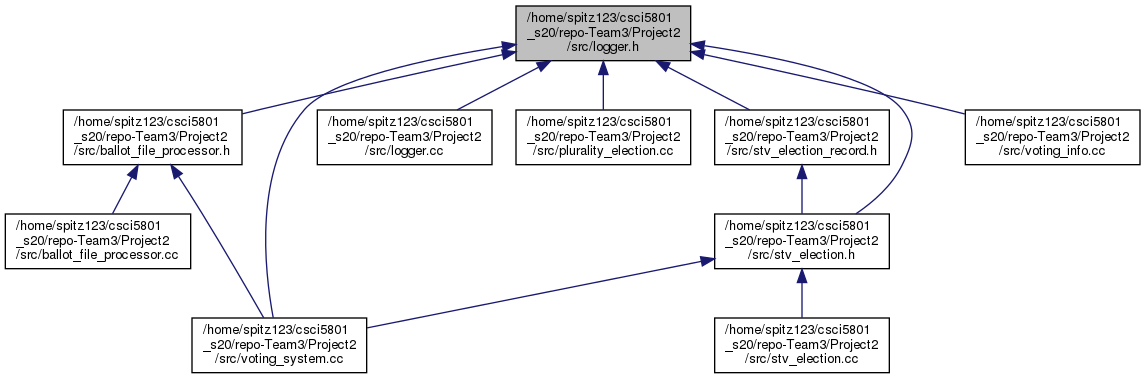 /home/spitz123/csci5801
_s20/repo-Team3/Project2
/src/logger.h
/home/spitz123/csci5801
_s20/repo-Team3/Project2
/src/ballot_file_processor.h
/home/spitz123/csci5801
_s20/repo-Team3/Project2
/src/logger.cc
/home/spitz123/csci5801
_s20/repo-Team3/Project2
/src/plurality_election.cc
/home/spitz123/csci5801
_s20/repo-Team3/Project2
/src/stv_election_record.h
/home/spitz123/csci5801
_s20/repo-Team3/Project2
/src/voting_info.cc
/home/spitz123/csci5801
_s20/repo-Team3/Project2
/src/ballot_file_processor.cc
/home/spitz123/csci5801
_s20/repo-Team3/Project2
/src/stv_election.h
/home/spitz123/csci5801
_s20/repo-Team3/Project2
/src/voting_system.cc
/home/spitz123/csci5801
_s20/repo-Team3/Project2
/src/stv_election.cc